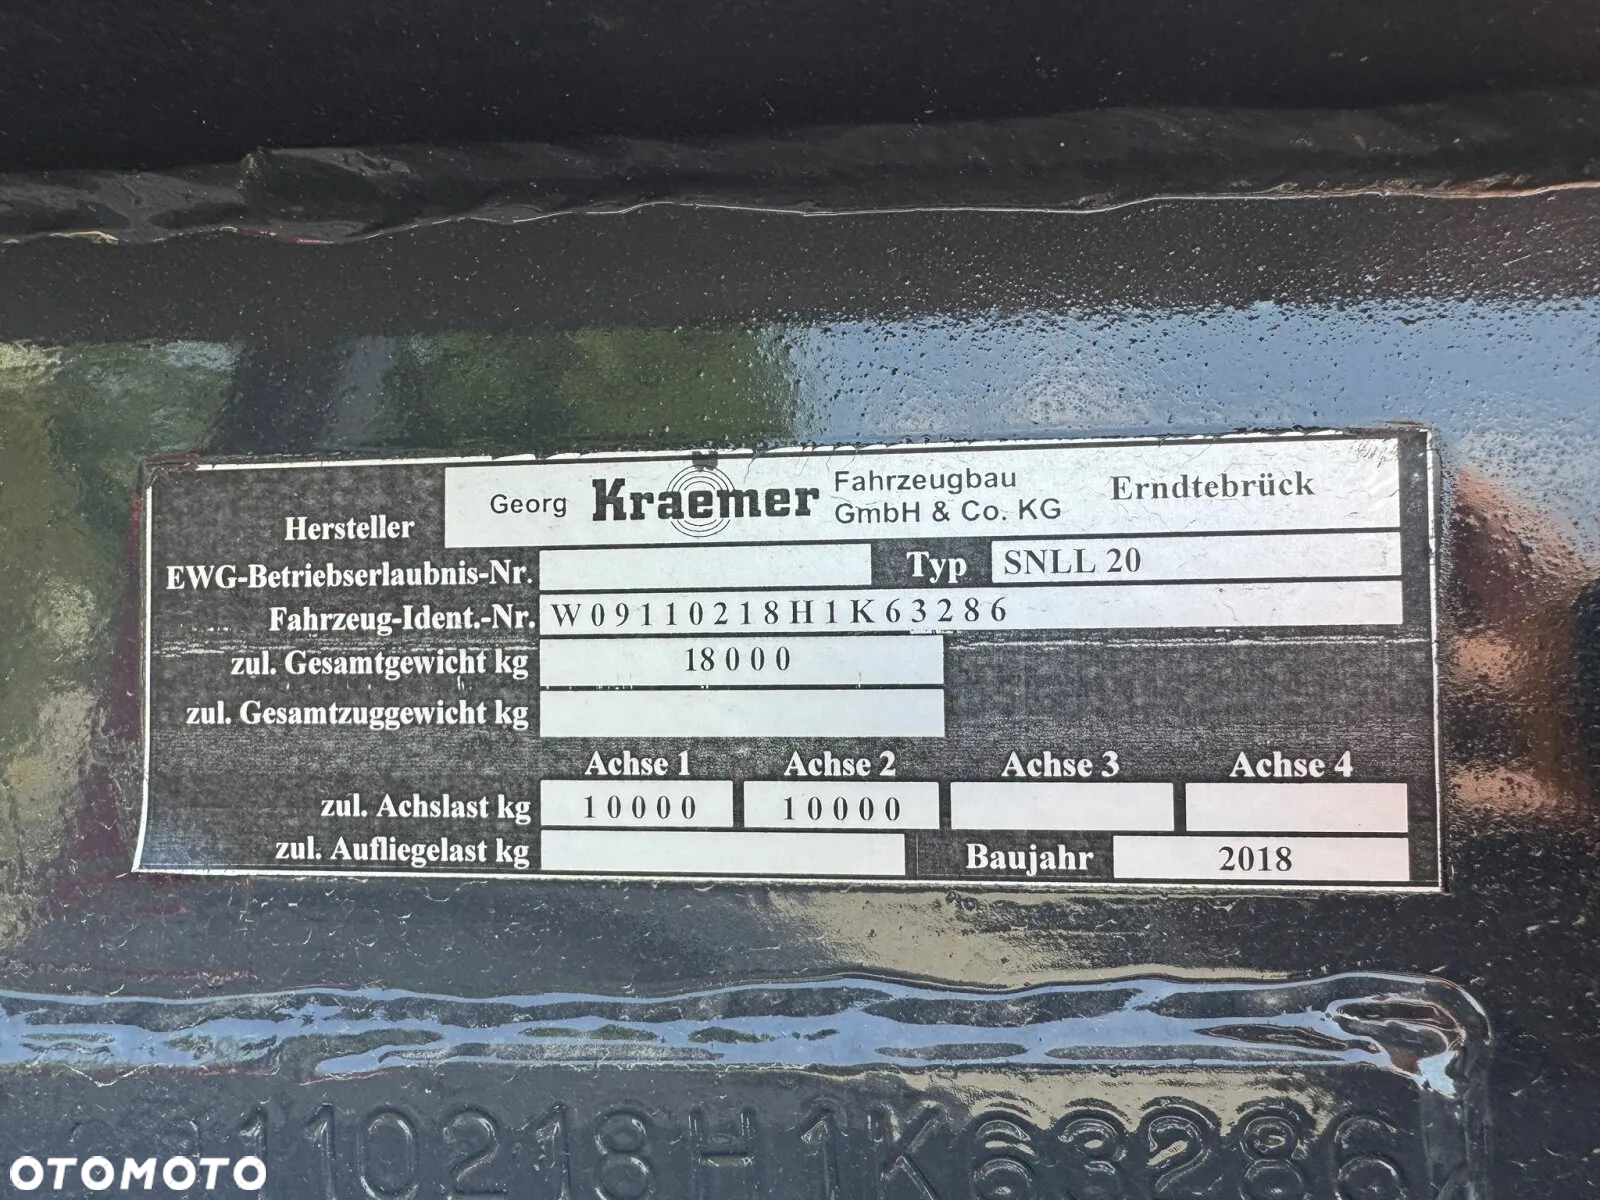 Hersteller Georg Kraemer Fahrzeugbau GmbH & Co. KG Erndtebrück
EWG-Betriebserlaubnis-Nr. Typ SNLL 20
Fahrzeug-Ident.-Nr. W09110218H1K63286
zul. Gesamtgewicht kg 18000
zul. Gesamtzuggewicht kg
Achse 1 Achse 2 Achse 3 Achse 4
zul. Achslast kg 10000 10000
zul. Aufliegelast kg Baujahr 2018
110218H1K63286
OTOMOTO